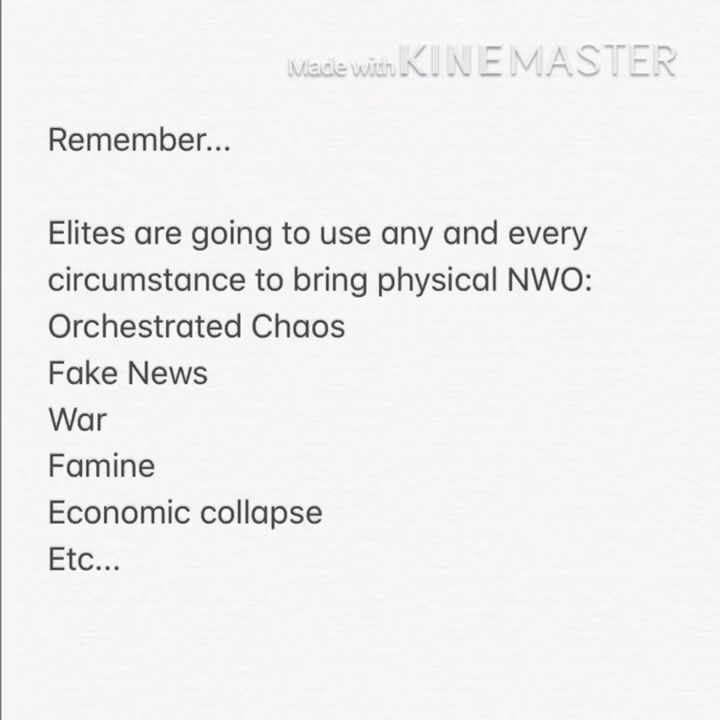 Made with KINEMASTER
Remember...
Elites are going to use any and every
circumstance to bring physical NWO:
Orchestrated Chaos
Fake News
War
Famine
Economic collapse
Etc...